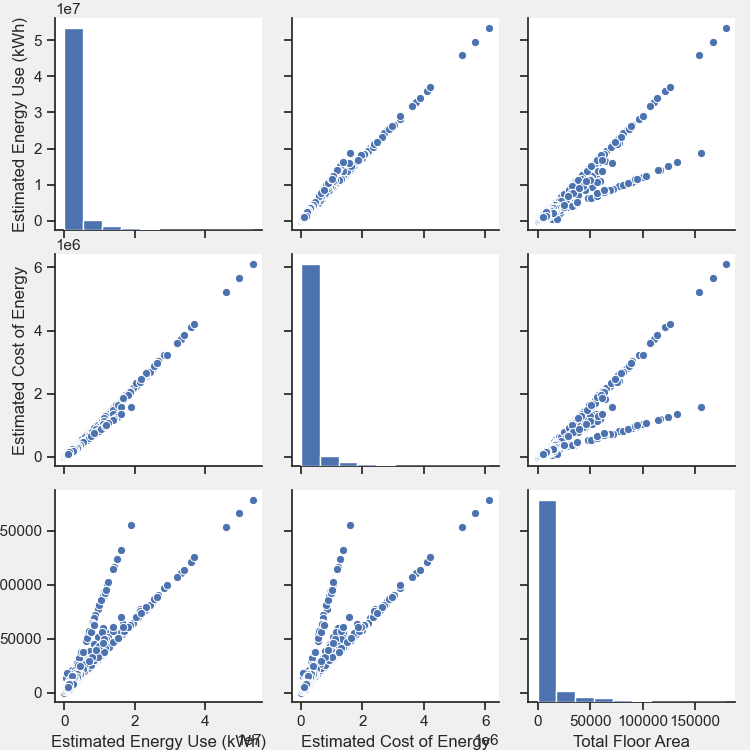 1e7
Estimated Energy Use (kWh)
5
4
3
2
1
0
1e6
Estimated Cost of Energy
6
4
2
0
50000
00000
50000
0
0 2 4
0 2 4 6
0 50000 100000 150000
Estimated Energy Use (kWh)
1e7
Estimated Cost of Energy
1e6
Total Floor Area